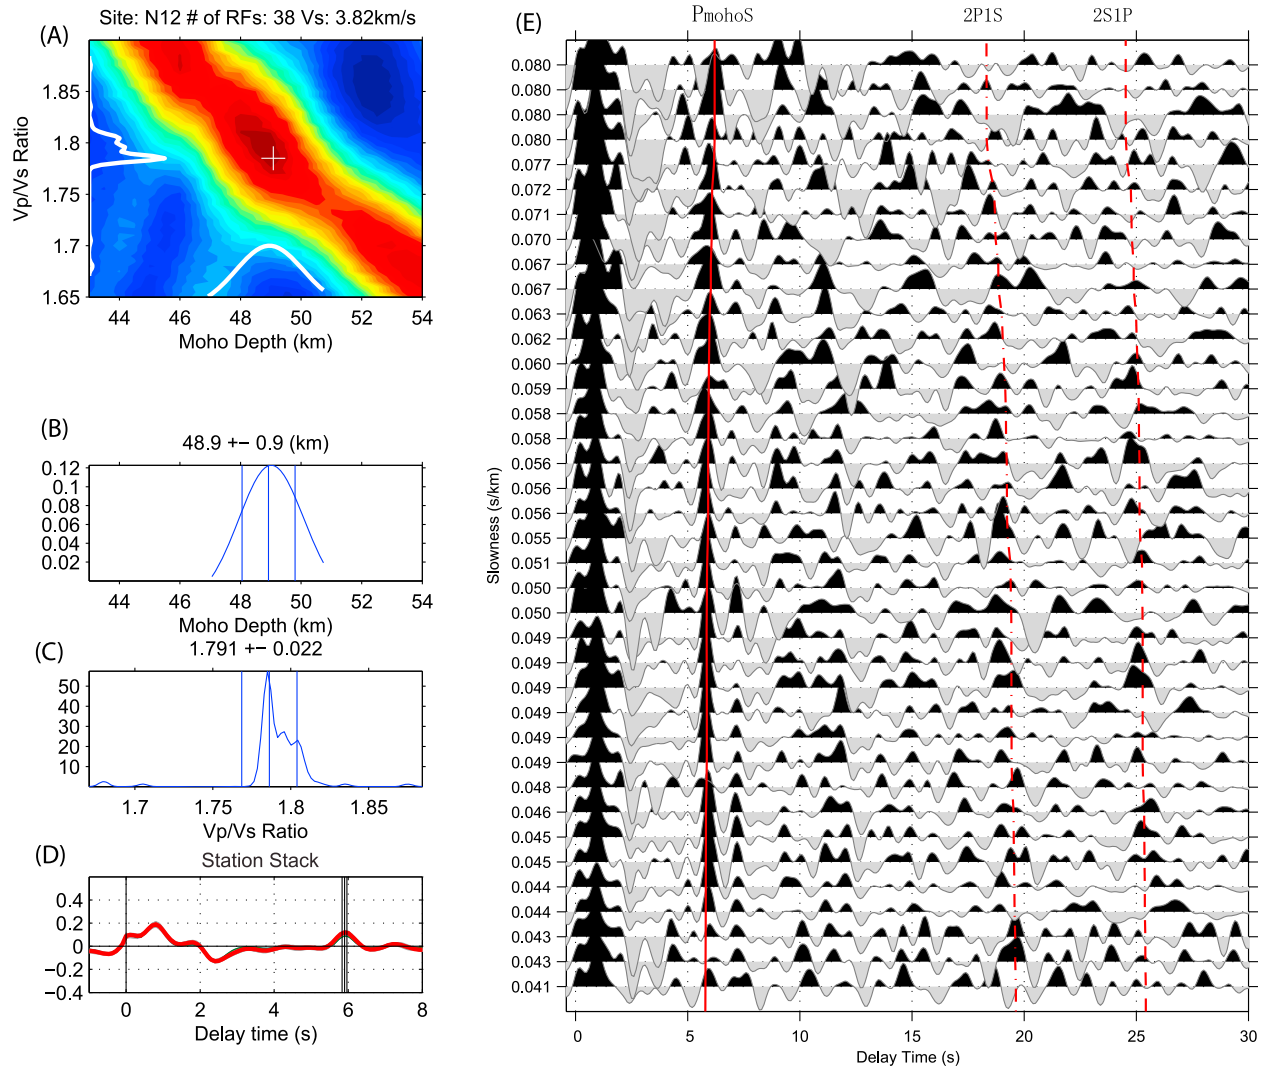 Site: N12 # of RFs: 38 Vs: 3.82km/s
(A)
Vp/Vs Ratio
1.85
1.8
1.75
1.7
1.65
44 46 48 50 52 54
Moho Depth (km)
(B)
48.9 +− 0.9 (km)
0.12
0.1
0.08
0.06
0.04
0.02
44 46 48 50 52 54
Moho Depth (km)
(C)
1.791 +− 0.022
50
40
30
20
10
1.7 1.75 1.8 1.85
Vp/Vs Ratio
(D)
Station Stack
0.4
0.2
0
−0.2
−0.4
0 2 4 6 8
Delay time (s)
(E)
PmohoS 2P1S 2S1P
Slowness (s/km)
0.080
0.080
0.080
0.080
0.077
0.072
0.071
0.070
0.067
0.067
0.063
0.062
0.060
0.059
0.058
0.058
0.056
0.056
0.056
0.055
0.051
0.050
0.050
0.049
0.049
0.049
0.049
0.049
0.049
0.048
0.046
0.045
0.045
0.044
0.044
0.043
0.043
0.041
0 5 10 15 20 25 30
Delay Time (s)